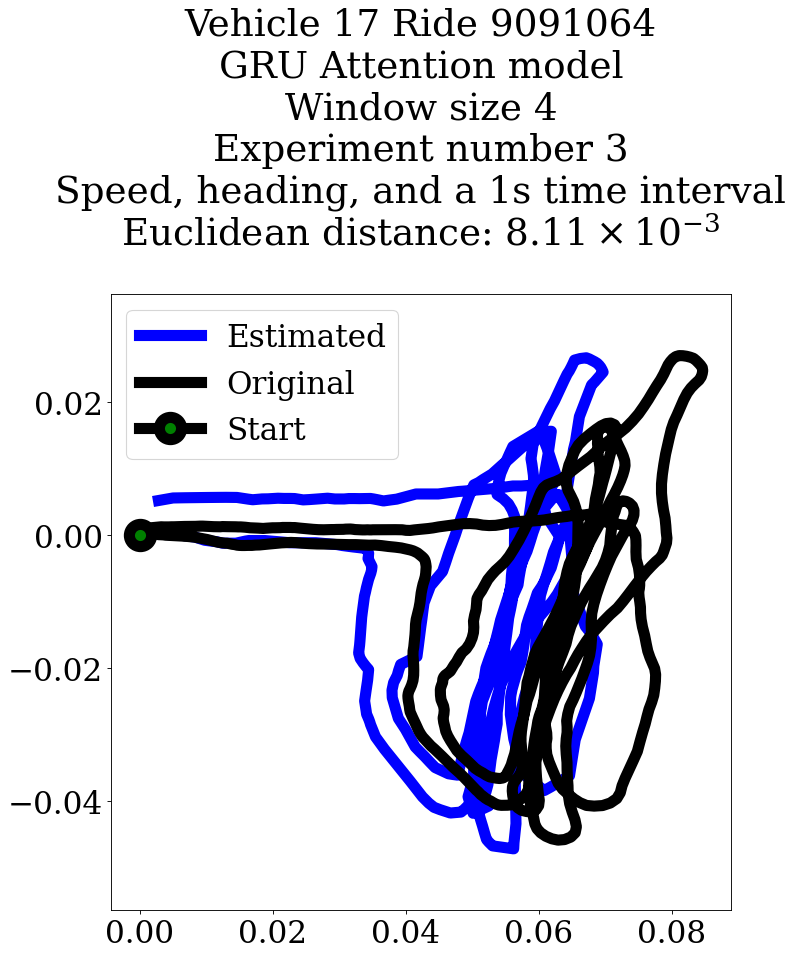 Vehicle 17 Ride 9091064
GRU Attention model
Window size 4
Experiment number 3
Speed, heading, and a 1s time interval
Euclidean distance: 8.11 × 10⁻³
Estimated
Original
Start
0.02
0.00
−0.02
−0.04
0.00 0.02 0.04 0.06 0.08